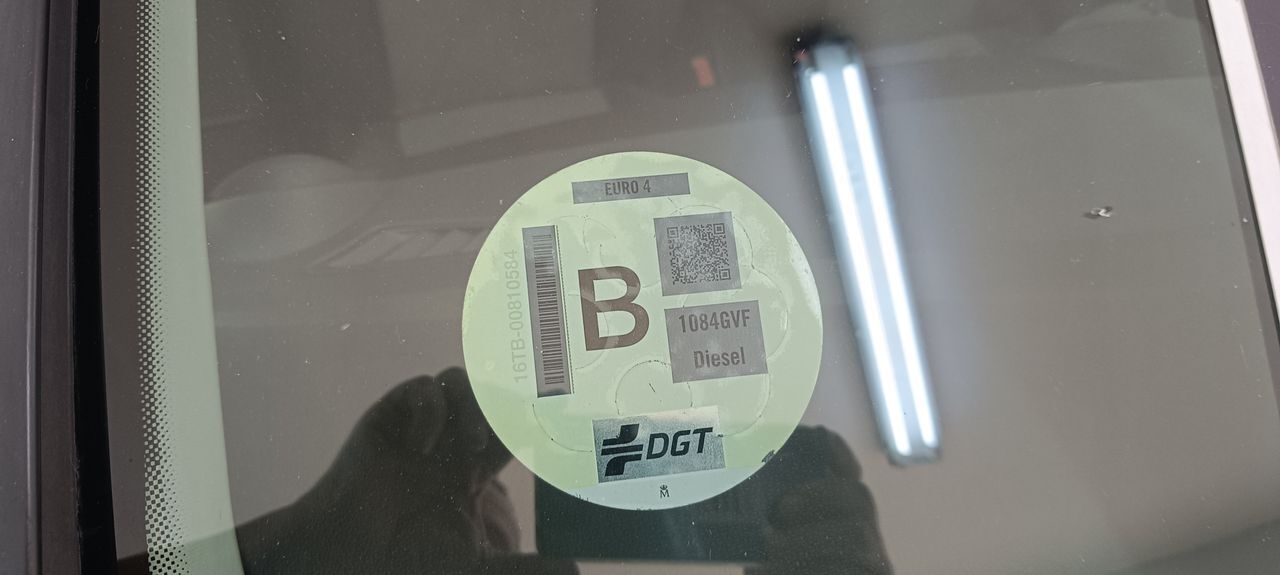 EURO 4
16TB-00810584
B
1084GVF
Diesel
DGT
M